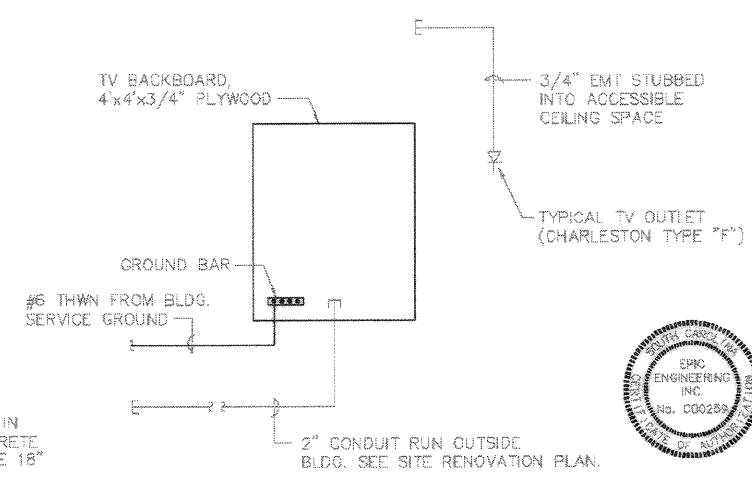 TV BACKBOARD,
4'x4'x3/4" PLYWOOD
3/4" EMT STUBBED
INTO ACCESSIBLE
CEILING SPACE
TYPICAL TV OUTLET
(CHARLESTON TYPE "F")
GROUND BAR
#6 THWN FROM BLDG.
SERVICE GROUND
SOUTH CAROLINA
EPIC
ENGINEERING
INC.
No. C00259
CERTIFICATE OF AUTHORIZATION
IN
RETE
E 18"
2" CONDUIT RUN OUTSIDE
BLDG. SEE SITE RENOVATION PLAN.